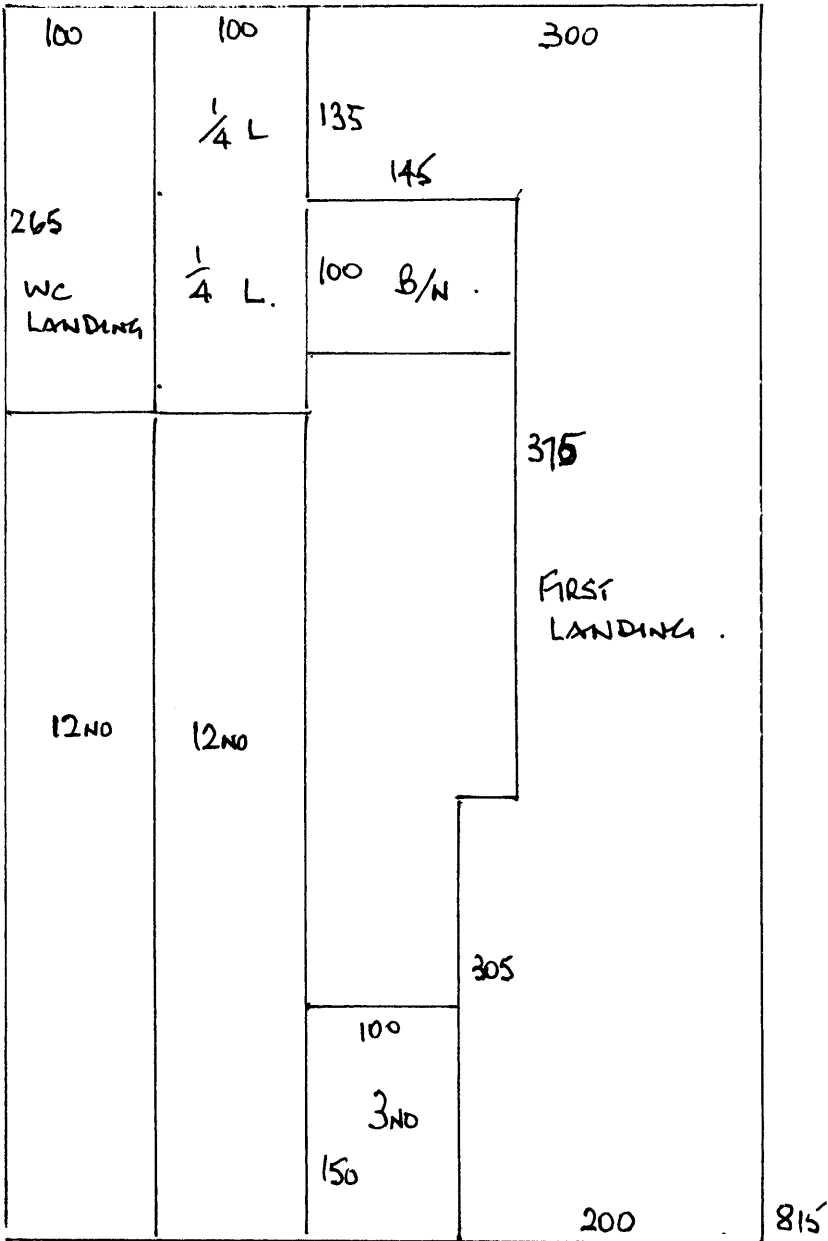 100
100
300
1/4 L
135
145
265
WC
LANDING
1/4 L.
100 B/N .
375
FIRST
LANDING .
12NO
12NO
305
100
3NO
150
200
815